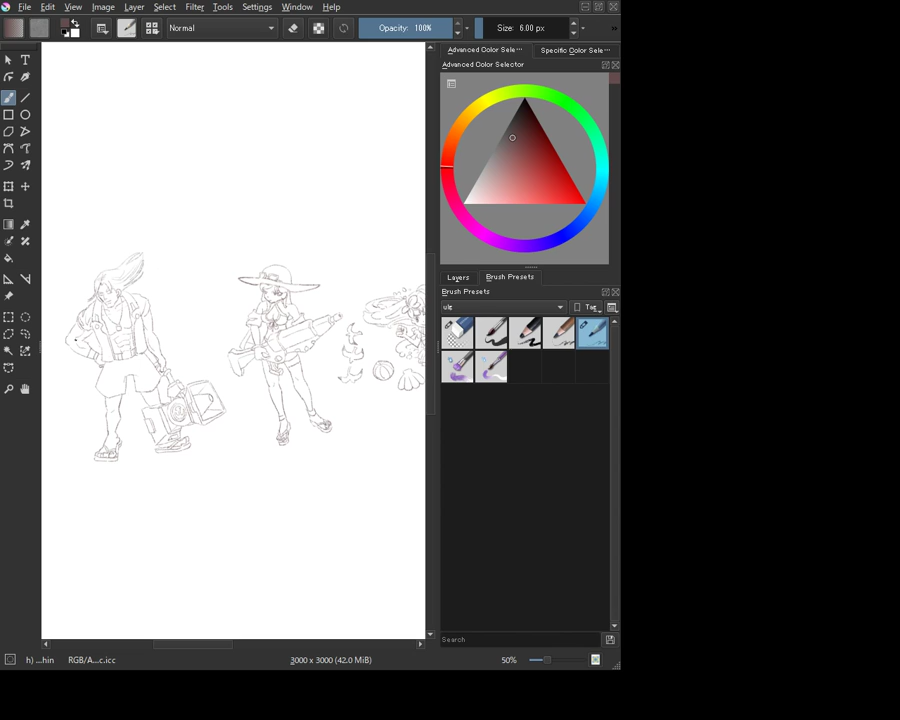 File Edit View Image Layer Select Filter Tools Settings Window Help
Normal Opacity: 100% Size: 6.00 px »
Advanced Color Sele··· Specific Color Sele···
Advanced Color Selector
Layers Brush Presets
Brush Presets
Tag
Search
h) ...hin RGB/A...c.icc 3000 x 3000 (42.0 MiB) 50%